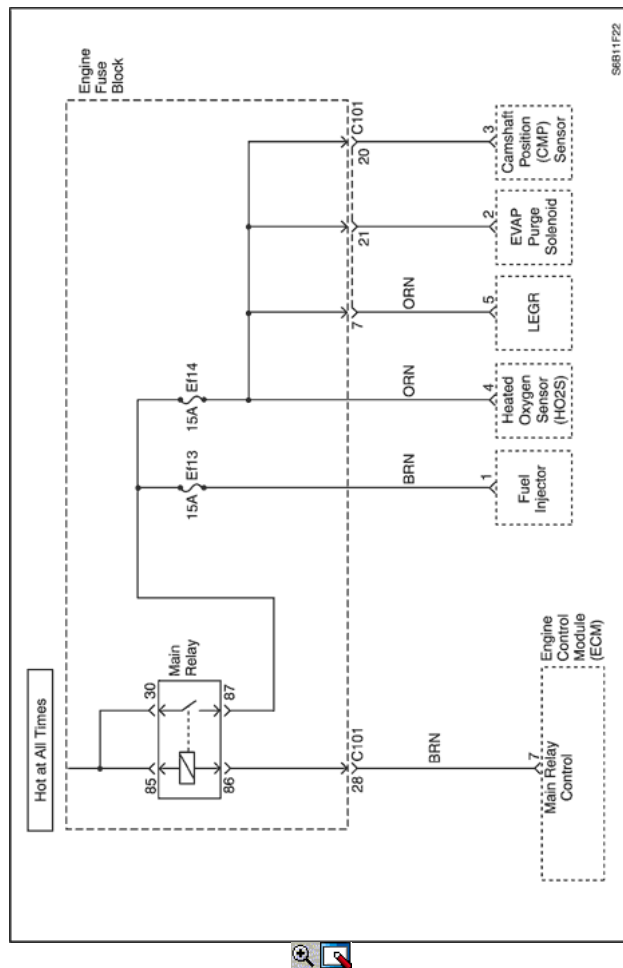 Hot at All Times
Engine
Fuse
Block
Main
Relay
85
30
86
87
15A
Ef13
15A
Ef14
28
C101
7
21
20
C101
BRN
BRN
ORN
ORN
7
Main Relay
Control
Engine
Control
Module
(ECM)
1
Fuel
Injector
4
Heated
Oxygen
Sensor
(HO2S)
5
LEGR
2
EVAP
Purge
Solenoid
3
Camshaft
Position
(CMP)
Sensor
S6B11F22